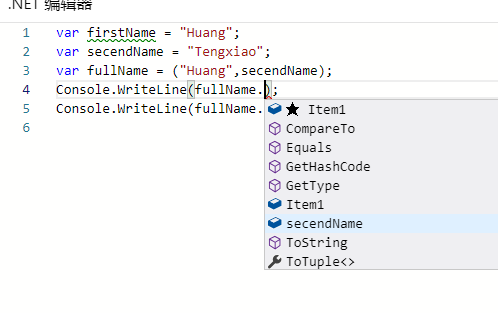 .NET 编辑器
1 var firstName = "Huang";
2 var secendName = "Tengxiao";
3 var fullName = ("Huang",secendName);
4 Console.WriteLine(fullName.);
5 Console.WriteLine(fullName.
6
★ Item1
CompareTo
Equals
GetHashCode
GetType
Item1
secendName
ToString
ToTuple<>